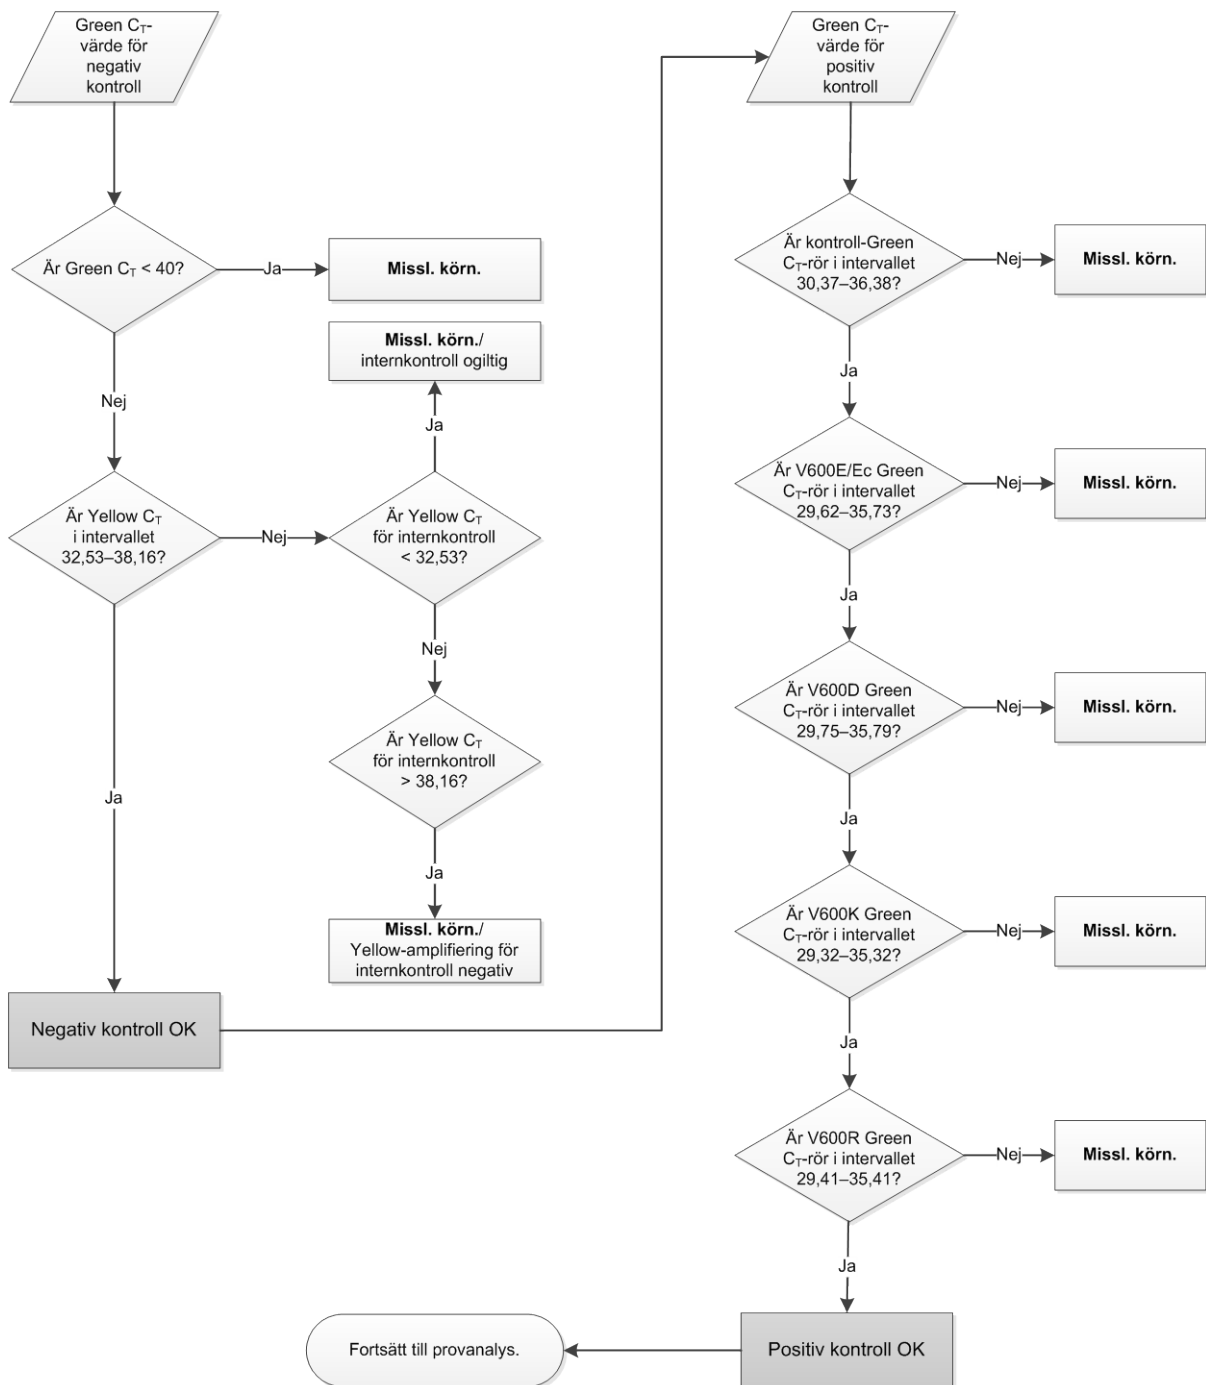 Green CT-
värde för
negativ
kontroll
Är Green CT < 40?
Ja
Missl. körn.
Nej
Är Yellow CT
i intervallet
32,53–38,16?
Nej
Är Yellow CT
för internkontroll
< 32,53?
Ja
Missl. körn./
internkontroll ogiltig
Nej
Är Yellow CT
för internkontroll
> 38,16?
Ja
Missl. körn./
Yellow-amplifiering för
internkontroll negativ
Ja
Negativ kontroll OK
Green CT-
värde för
positiv
kontroll
Är kontroll-Green
CT-rör i intervallet
30,37–36,38?
Nej
Missl. körn.
Ja
Är V600E/Ec Green
CT-rör i intervallet
29,62–35,73?
Nej
Missl. körn.
Ja
Är V600D Green
CT-rör i intervallet
29,75–35,79?
Nej
Missl. körn.
Ja
Är V600K Green
CT-rör i intervallet
29,32–35,32?
Nej
Missl. körn.
Ja
Är V600R Green
CT-rör i intervallet
29,41–35,41?
Nej
Missl. körn.
Ja
Positiv kontroll OK
Fortsätt till provanalys.